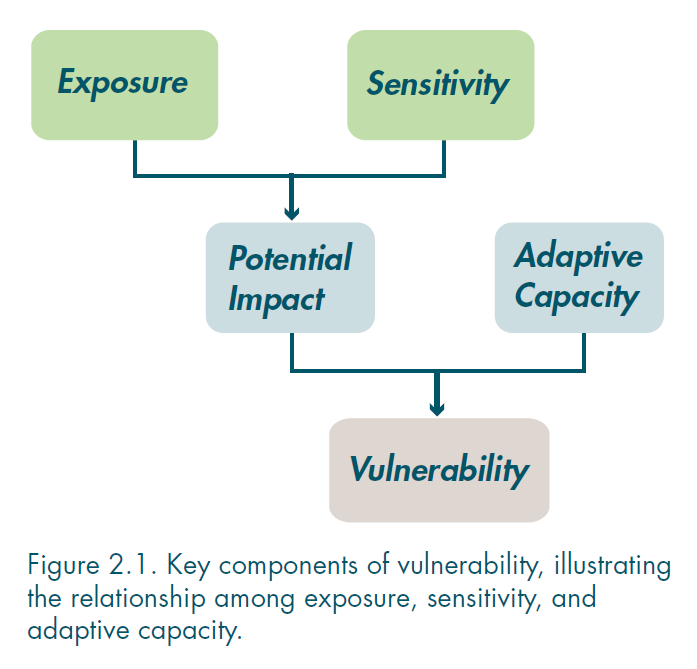 Exposure
Sensitivity
Potential
Impact
Adaptive
Capacity
Vulnerability
Figure 2.1. Key components of vulnerability, illustrating
the relationship among exposure, sensitivity, and
adaptive capacity.